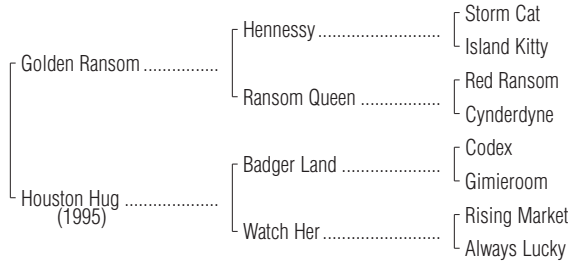 Storm Cat
Hennessy
Island Kitty
Golden Ransom
Red Ransom
Ransom Queen
Cynderdyne
Codex
Badger Land
Gimieroom
Houston Hug
(1995)
Rising Market
Watch Her
Always Lucky